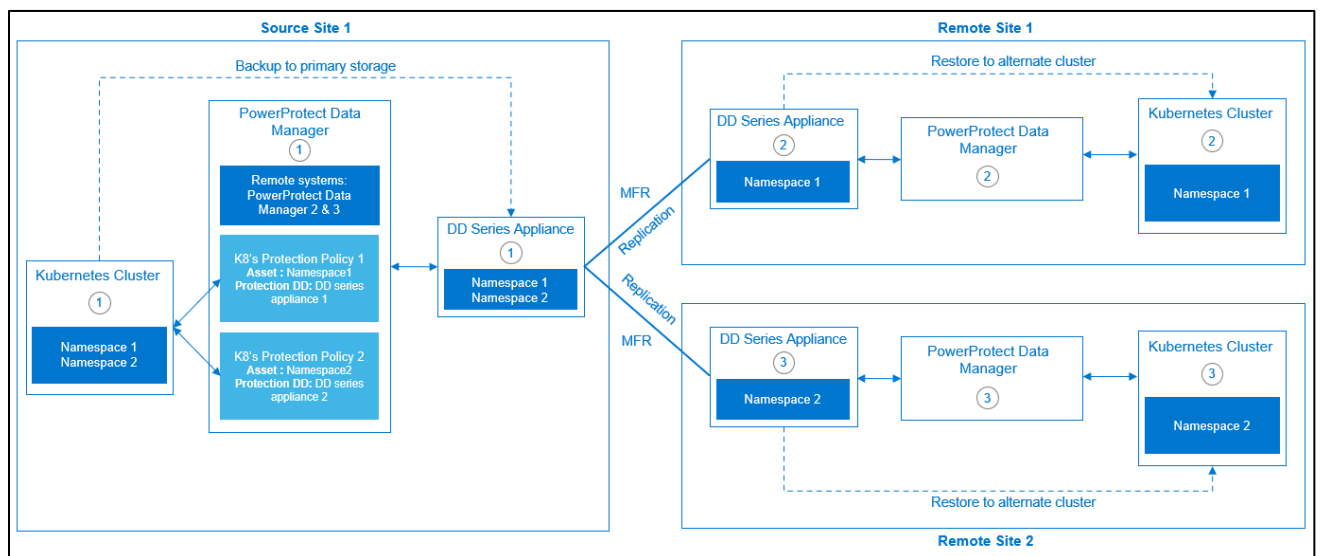 Source Site 1
Backup to primary storage
Kubernetes Cluster
1
Namespace 1
Namespace 2
PowerProtect Data
Manager
1
Remote systems:
PowerProtect Data
Manager 2 & 3
K8's Protection Policy 1
Asset : Namespace1
Protection DD: DD series
appliance 1
K8's Protection Policy 2
Asset : Namespace2
Protection DD: DD series
appliance 2
DD Series Appliance
1
Namespace 1
Namespace 2
MFR
Replication
Replication
MFR
Remote Site 1
Restore to alternate cluster
DD Series Appliance
2
Namespace 1
PowerProtect Data
Manager
2
Kubernetes Cluster
2
Namespace 1
DD Series Appliance
3
Namespace 2
PowerProtect Data
Manager
3
Kubernetes Cluster
3
Namespace 2
Restore to alternate cluster
Remote Site 2